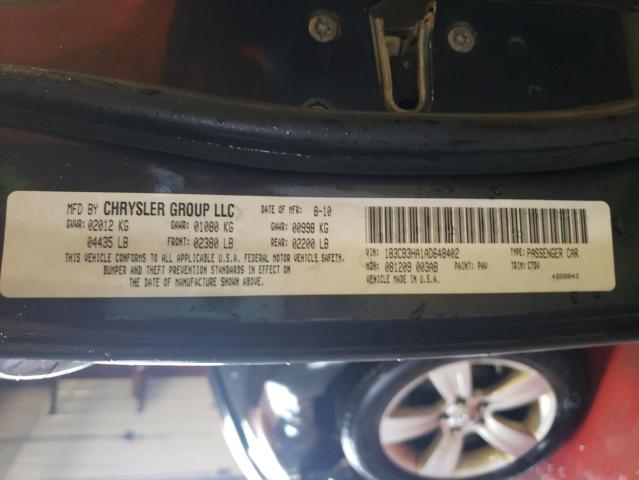 MFD BY CHRYSLER GROUP LLC DATE OF MFR: 8-10
GVWR: 02012 KG GAWR: 01080 KG GAWR: 00998 KG
04435 LB FRONT: 02380 LB REAR: 02200 LB
THIS VEHICLE CONFORMS TO ALL APPLICABLE U.S.A. FEDERAL MOTOR VEHICLE SAFETY,
BUMPER AND THEFT PREVENTION STANDARDS IN EFFECT ON
THE DATE OF MANUFACTURE SHOWN ABOVE.
VIN: 1B3CB3HA1AD648402 TYPE: PASSENGER CAR
MDH: 081209 003AB PAINT: PAV TRIM: C7DV
VEHICLE MADE IN U.S.A. 4650043